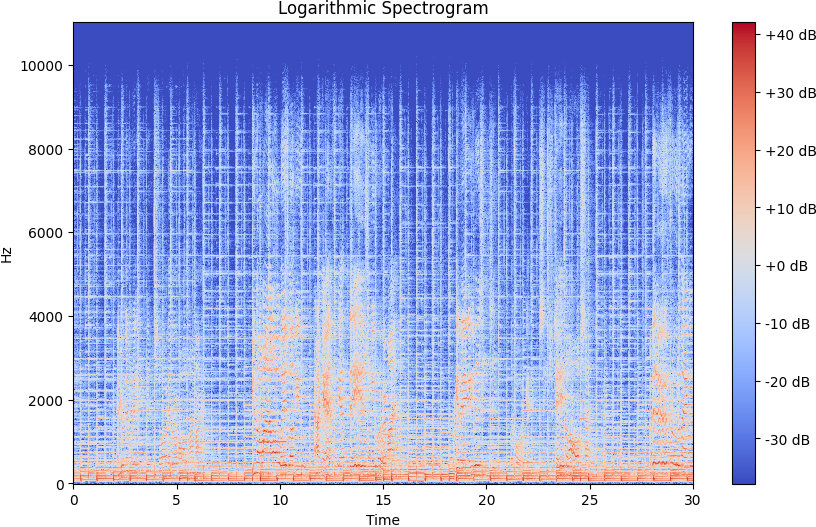 Logarithmic Spectrogram
Hz
10000
8000
6000
4000
2000
0
0 5 10 15 20 25 30
Time
+40 dB
+30 dB
+20 dB
+10 dB
+0 dB
-10 dB
-20 dB
-30 dB